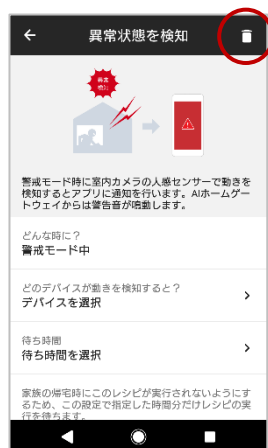 異常状態を検知
異常
検知
警戒モード時に室内カメラの人感センサーで動きを
検知するとアプリに通知を行います。AIホームゲー
トウェイからは警告音が鳴動します。
どんな時に？
警戒モード中
どのデバイスが動きを検知すると？
デバイスを選択
待ち時間
待ち時間を選択
家族の帰宅時にこのレシピが実行されないようにす
るため、この設定で指定した時間分だけレシピの実
行を待ちます。